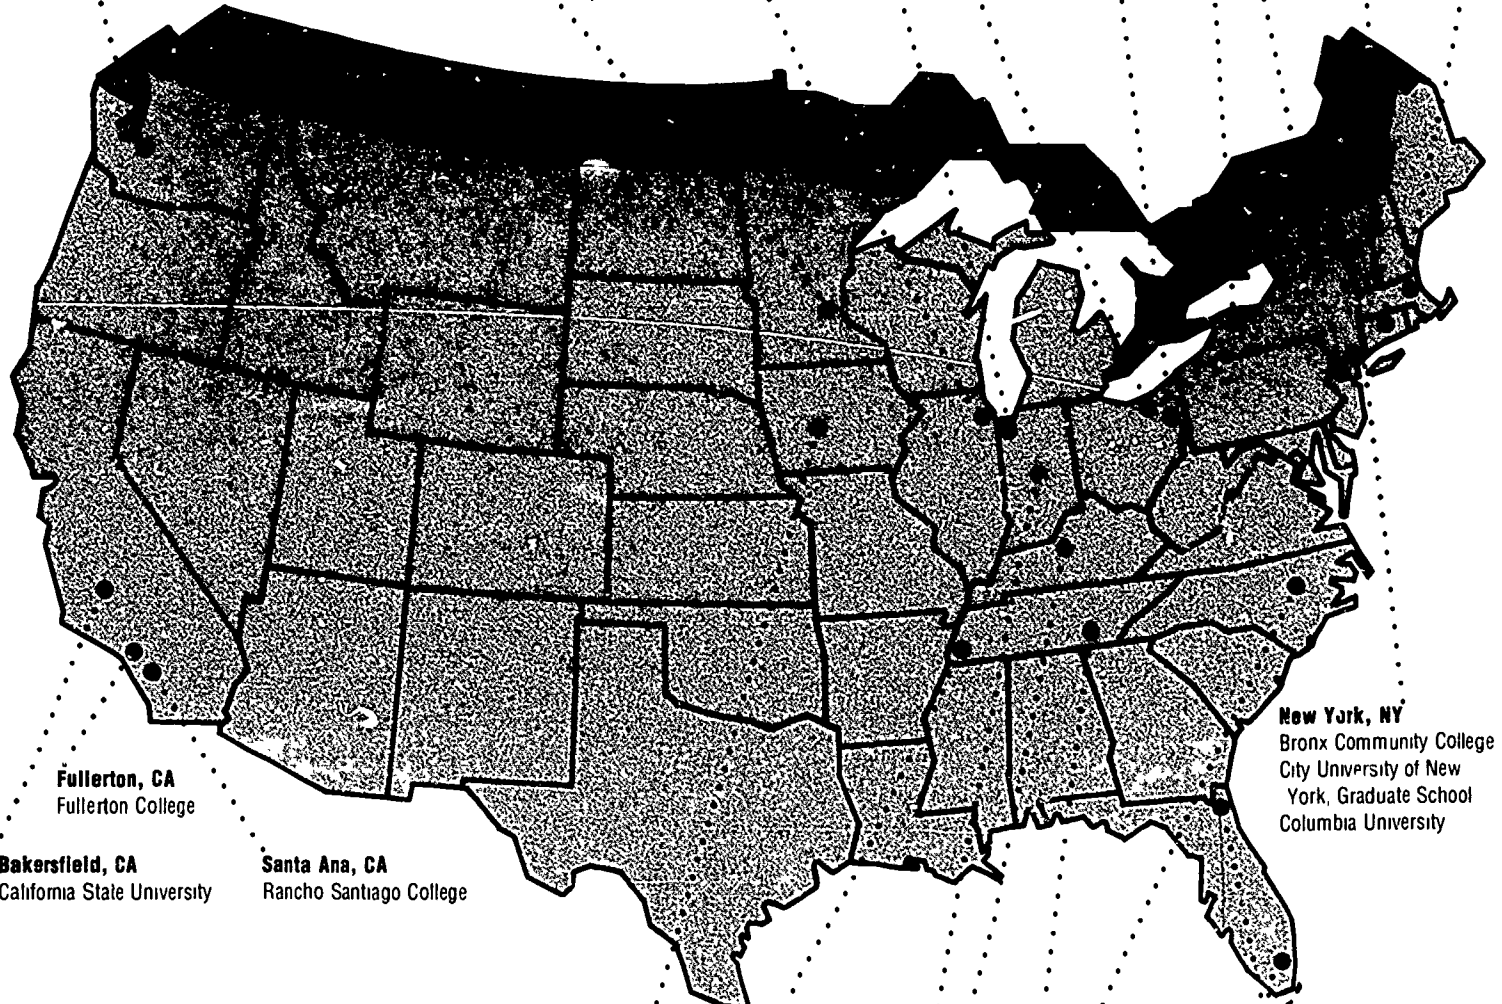 Fullerton, CA
Fullerton College
Bakersfield, CA
California State University
Santa Ana, CA
Rancho Santiago College
New York, NY
Bronx Community College
City University of New
York, Graduate School
Columbia University